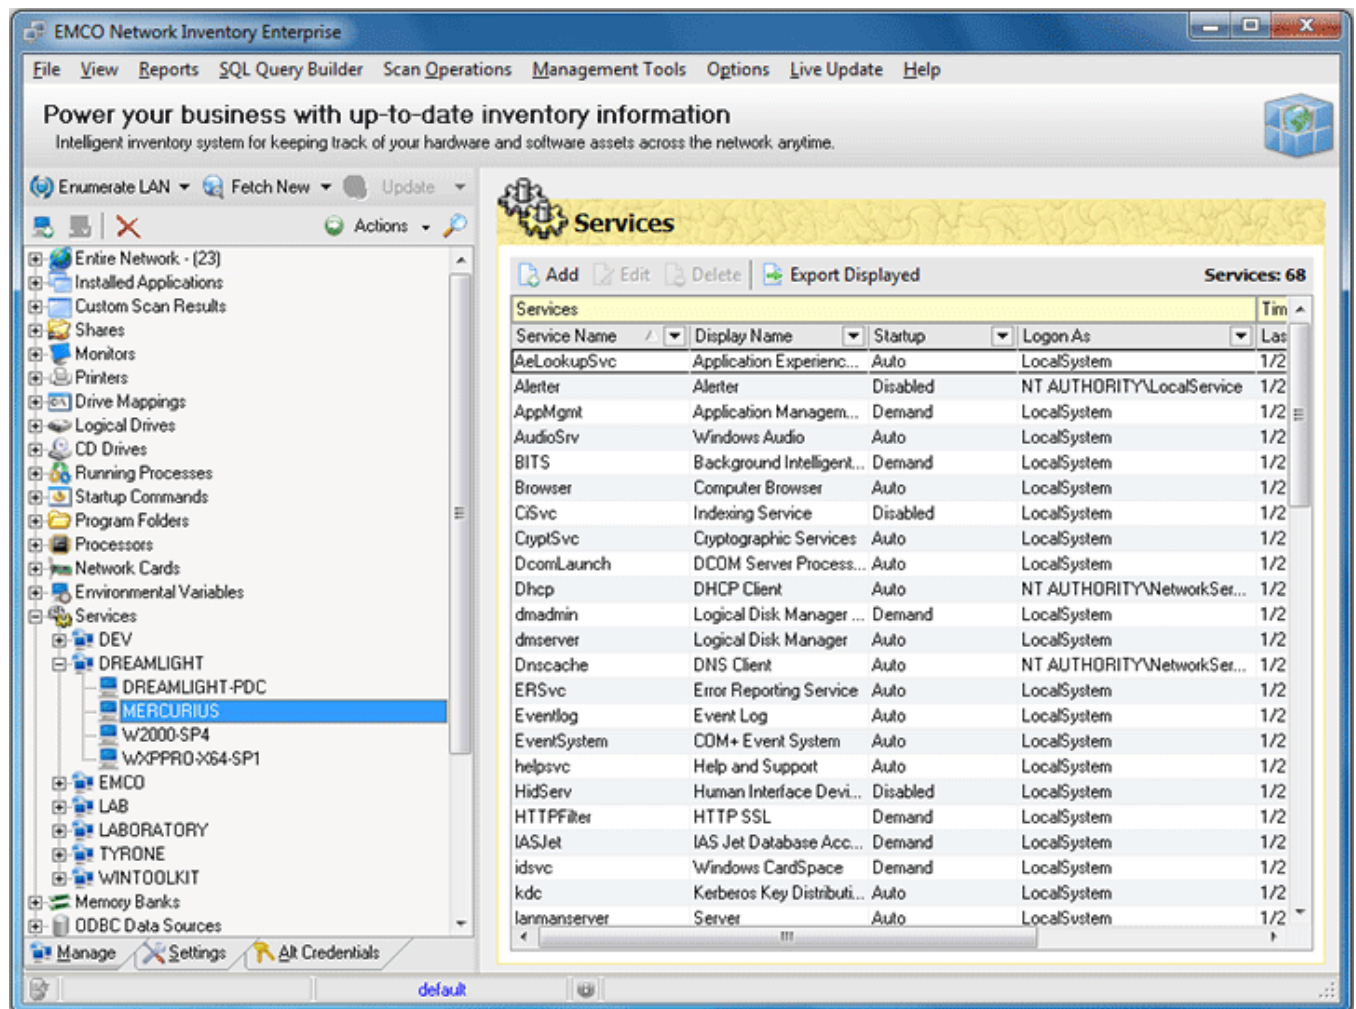 EMCO Network Inventory Enterprise
File View Reports SQL Query Builder Scan Operations Management Tools Options Live Update Help
Power your business with up-to-date inventory information
Intelligent inventory system for keeping track of your hardware and software assets across the network anytime.
Enumerate LAN Fetch New Update
Actions
Entire Network - (23)
Installed Applications
Custom Scan Results
Shares
Monitors
Printers
Drive Mappings
Logical Drives
CD Drives
Running Processes
Startup Commands
Program Folders
Processors
Network Cards
Environmental Variables
Services
DEV
DREAMLIGHT
DREAMLIGHT-PDC
MERCURIUS
W2000-SP4
WXPPRO-X64-SP1
EMCO
LAB
LABORATORY
TYRONE
WINTOOLKIT
Memory Banks
ODBC Data Sources
Manage Settings Alt Credentials
default
Services
Add Edit Delete Export Displayed Services: 68
Services Tim
Service Name Display Name Startup Logon As Las
AeLookupSvc Application Experienc... Auto LocalSystem 1/2
Alerter Alerter Disabled NT AUTHORITY\LocalService 1/2
AppMgmt Application Managem... Demand LocalSystem 1/2
AudioSrv Windows Audio Auto LocalSystem 1/2
BITS Background Intelligent... Demand LocalSystem 1/2
Browser Computer Browser Auto LocalSystem 1/2
CiSvc Indexing Service Disabled LocalSystem 1/2
CryptSvc Cryptographic Services Auto LocalSystem 1/2
DcomLaunch DCOM Server Process... Auto LocalSystem 1/2
Dhcp DHCP Client Auto NT AUTHORITY\NetworkSer... 1/2
dmadmin Logical Disk Manager ... Demand LocalSystem 1/2
dmserver Logical Disk Manager Auto LocalSystem 1/2
Dnscache DNS Client Auto NT AUTHORITY\NetworkSer... 1/2
ERSvc Error Reporting Service Auto LocalSystem 1/2
Eventlog Event Log Auto LocalSystem 1/2
EventSystem COM+ Event System Auto LocalSystem 1/2
helpsvc Help and Support Auto LocalSystem 1/2
HidServ Human Interface Devi... Disabled LocalSystem 1/2
HTTPFilter HTTP SSL Demand LocalSystem 1/2
IASJet IAS Jet Database Acc... Demand LocalSystem 1/2
idsvc Windows CardSpace Demand LocalSystem 1/2
kdc Kerberos Key Distributi... Auto LocalSystem 1/2
lanmanserver Server Auto LocalSystem 1/2